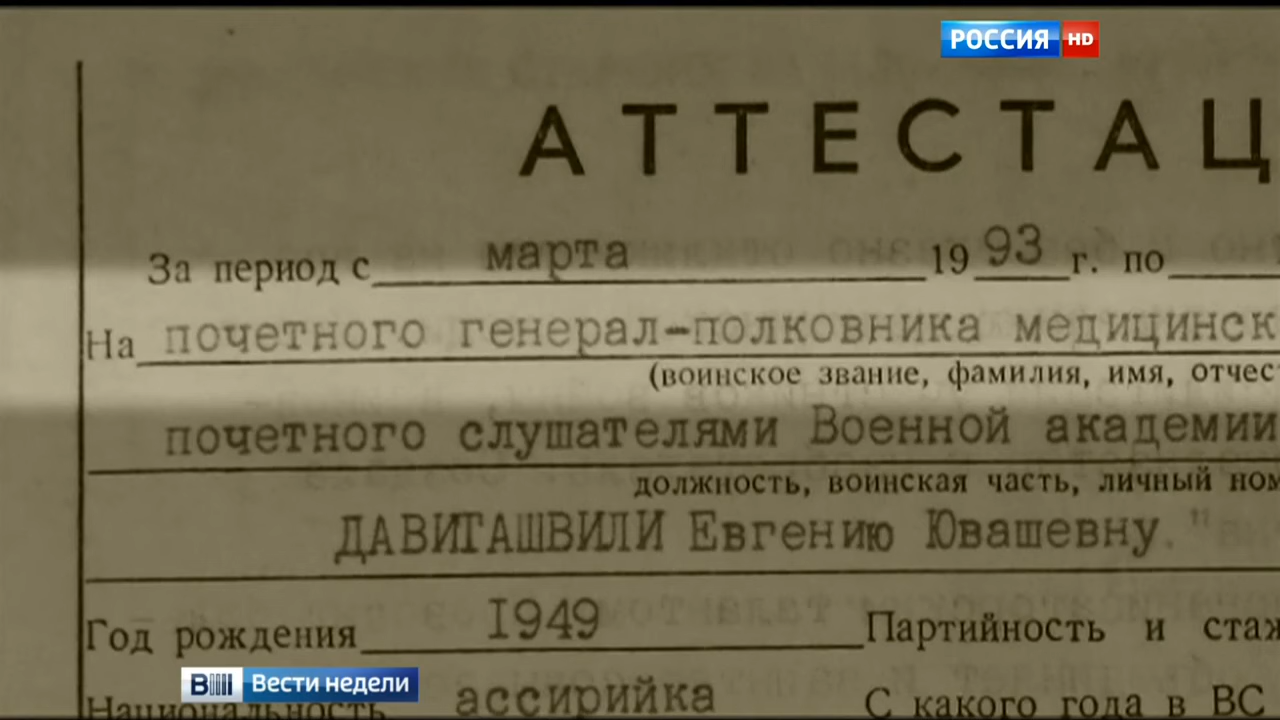 РОССИЯ HD
АТТЕСТАЦ
За период с марта 1993 г. по
На почетного генерал-полковника медицинск
(воинское звание, фамилия, имя, отчес
почетного слушателями Военной академии
должность, воинская часть, личный ном
ДАВИТАШВИЛИ Евгению Ювашевну."
Год рождения 1949 Партийность и стаж
Национальность ассирийка С какого года в ВС
Вести недели